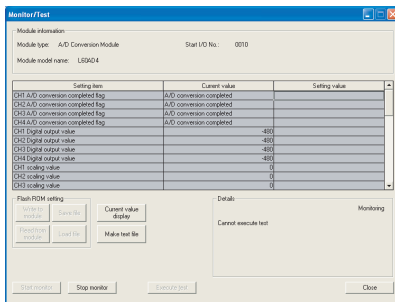 Monitor/Test
Module information
Module type: A/D Conversion Module Start I/O No.: 0010
Module model name: L60AD4
Setting item Current value Setting value
CH1 A/D conversion completed flag A/D conversion completed
CH2 A/D conversion completed flag A/D conversion completed
CH3 A/D conversion completed flag A/D conversion completed
CH4 A/D conversion completed flag A/D conversion completed
CH1 Digital output value -480
CH2 Digital output value -480
CH3 Digital output value -480
CH4 Digital output value -480
CH1 scaling value 0
CH2 scaling value 0
CH3 scaling value 0
Flash ROM setting
Write to
module
Save file
Current value
display
Read from
module
Load file
Make text file
Details
Monitoring
Cannot execute test
Start monitor Stop monitor Execute test Close